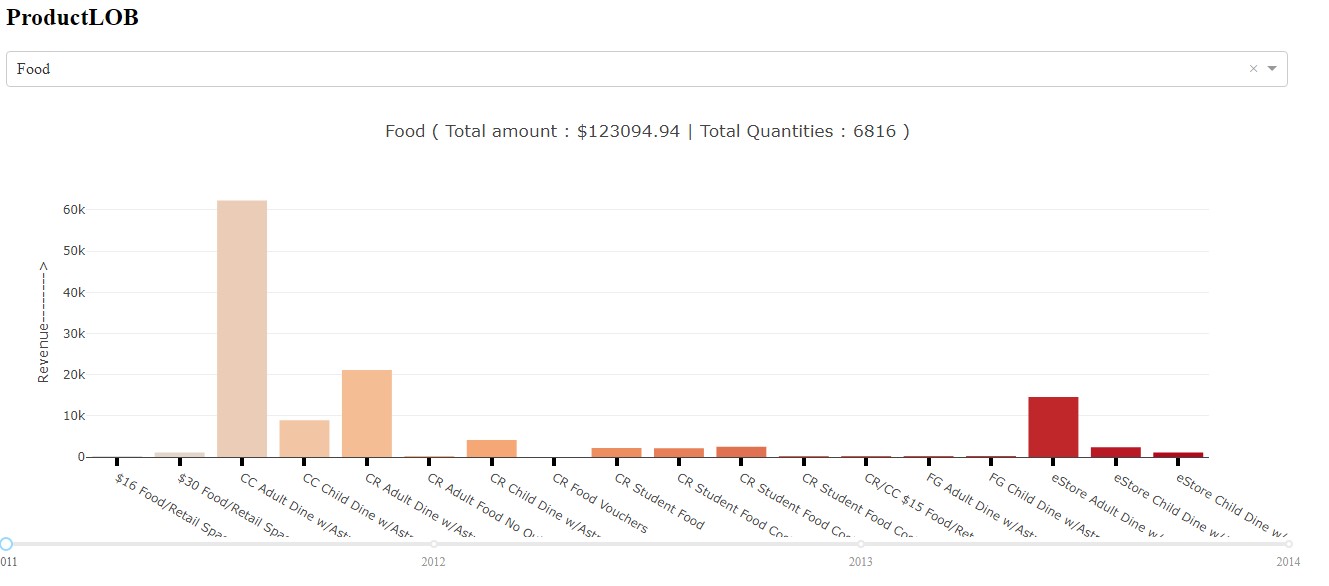 ProductLOB
Food
Food ( Total amount : $123094.94 | Total Quantities : 6816 )
Revenue--------->
60k
50k
40k
30k
20k
10k
0
$16 Food/Retail Spa
$30 Food/Retail Spa
CC Adult Dine w/Ast
CC Child Dine w/Ast
CR Adult Dine w/Ast
CR Adult Food No Ou
CR Child Dine w/Ast
CR Food Vouchers
CR Student Food
CR Student Food Co
CR Student Food Co
CR Student Food Co
CR/CC $15 Food/Ret
FG Adult Dine w/Ast
FG Child Dine w/Ast
eStore Adult Dine w/
eStore Child Dine w/
eStore Child Dine w/
011
2012
2013
2014